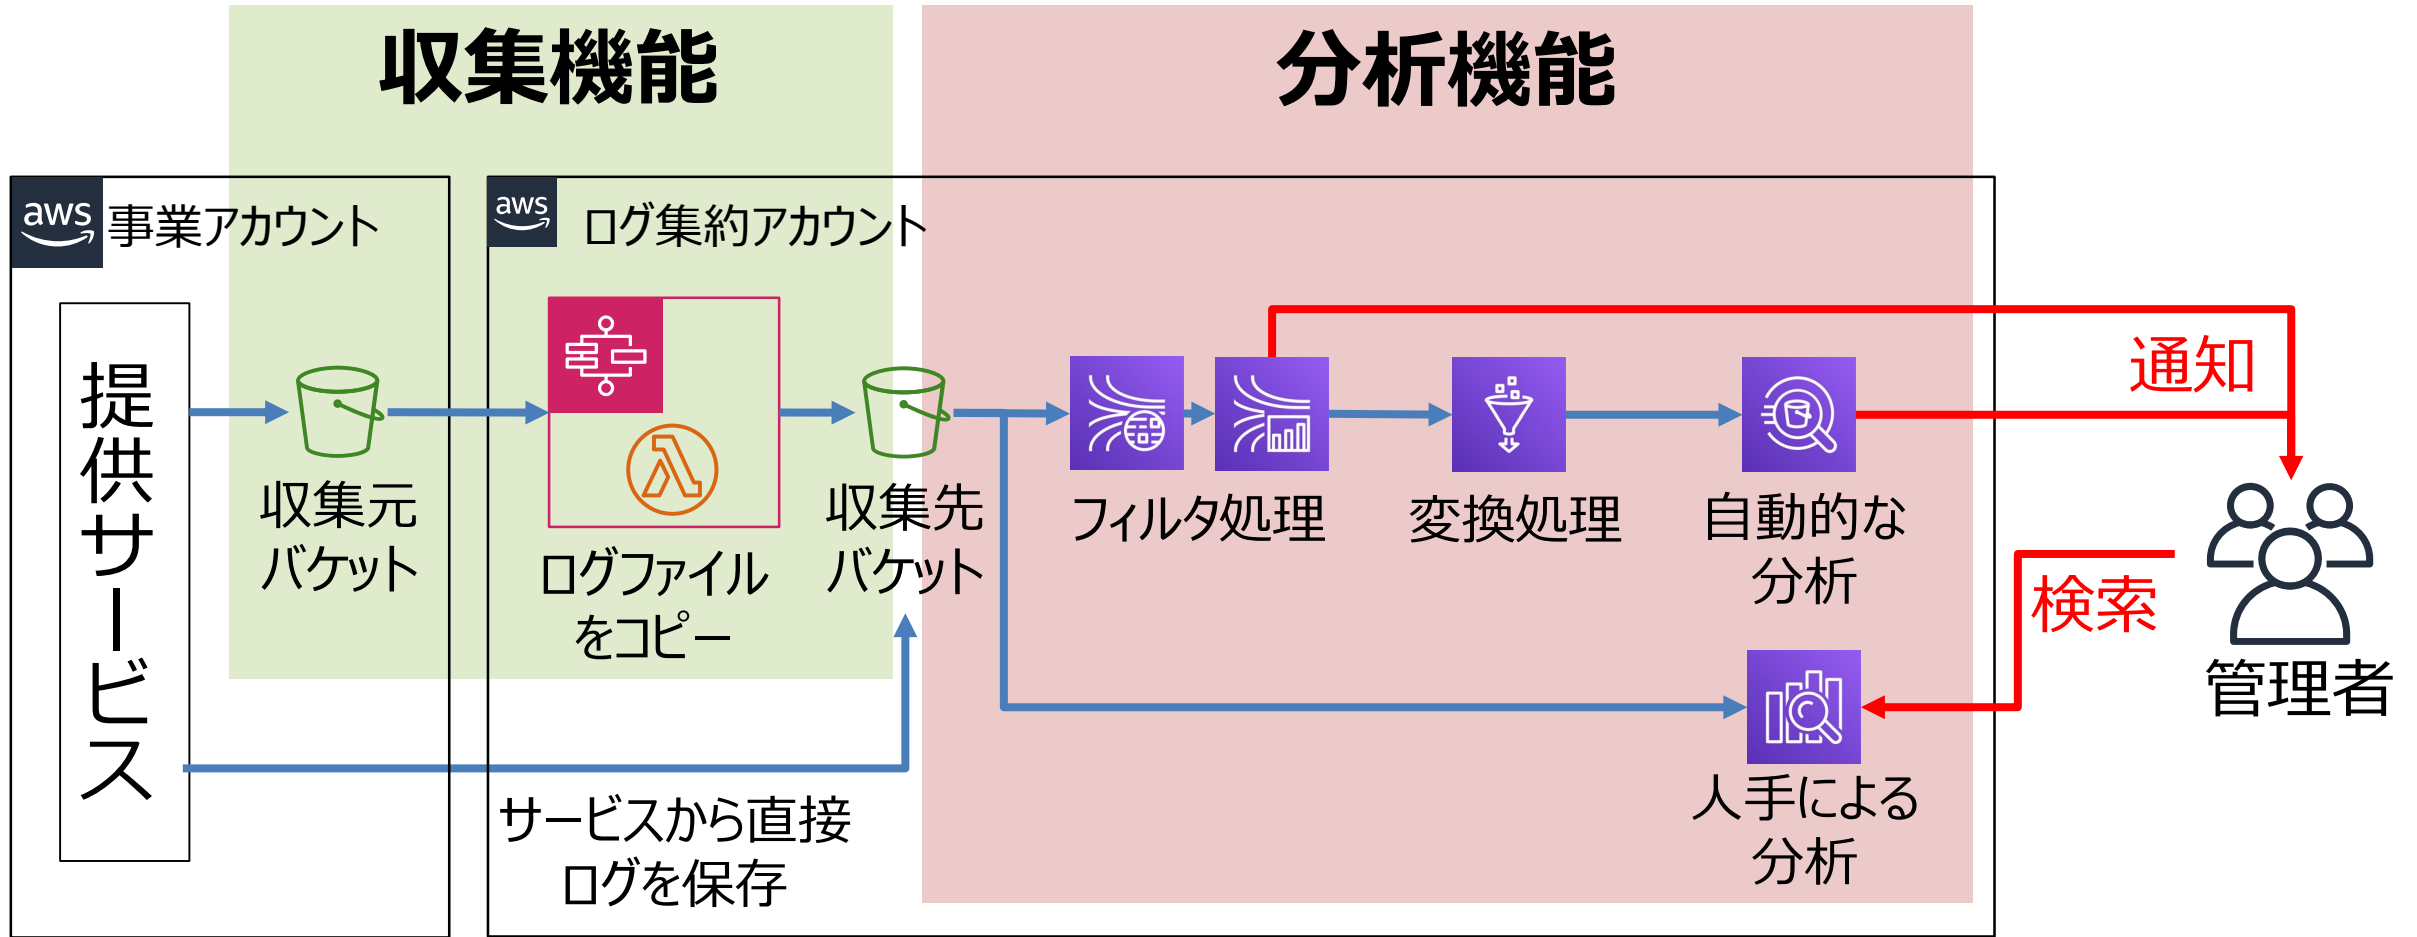 収集機能
分析機能
aws
事業アカウント
aws
ログ集約アカウント
提供サービス
収集元
バケット
ログファイル
をコピー
収集先
バケット
フィルタ処理
変換処理
自動的な
分析
通知
検索
管理者
人手による
分析
サービスから直接
ログを保存